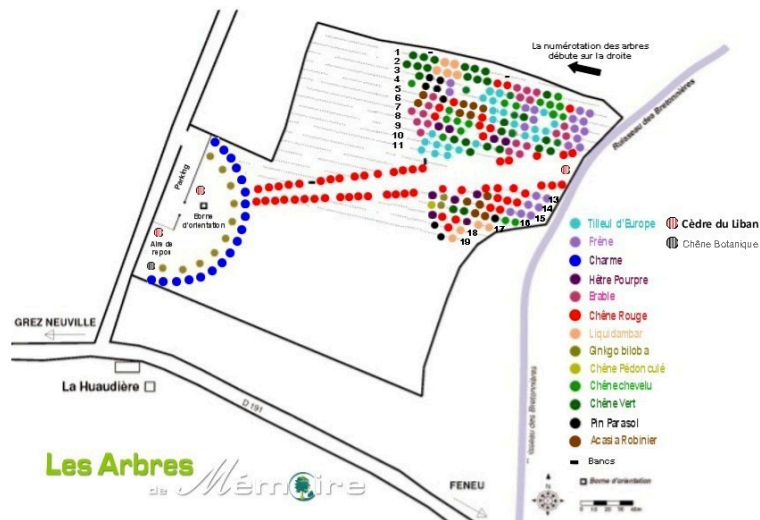 La numérotation des arbres
débute sur la droite
1
2
3
4
5
6
7
8
9
10
11
Ruisseau des Bretonnières
Parking
Borne
d'orientation
Aire de
repos
13
14
15
16
17
18
19
Tilleul d'Europe
Cèdre du Liban
Frêne
Chêne Botanique
Charme
Hêtre Pourpre
Erable
Chêne Rouge
Liquidambar
Ginkgo biloba
Chêne Pédonculé
Chêne chevelu
Chêne Vert
Pin Parasol
Acasia Robinier
Bancs
Borne d'orientation
GREZ NEUVILLE
La Huaudière
D 191
FENEU
Les Arbres
de Mémoire
N